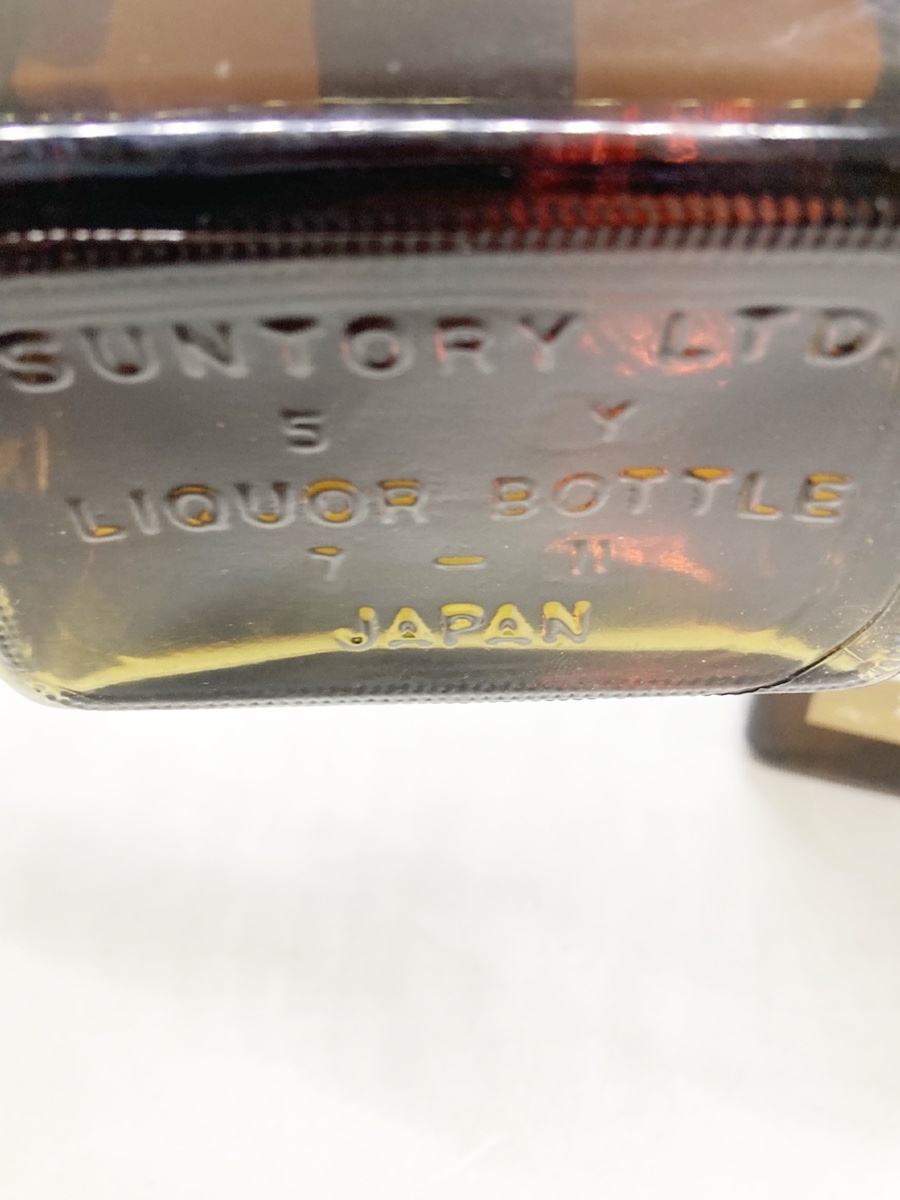 SUNTORY LTD.
5 Y
LIQUOR BOTTLE
7 - 11
JAPAN